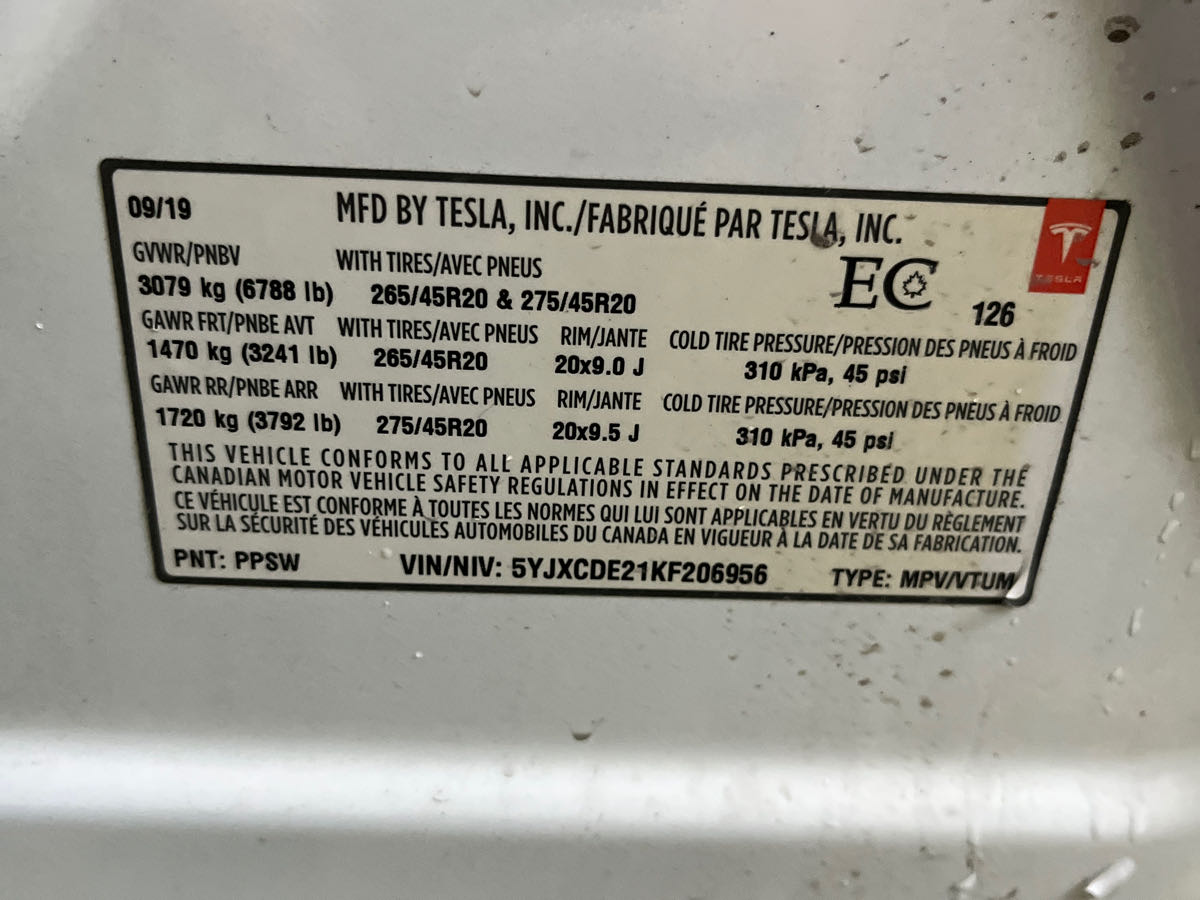 09/19 MFD BY TESLA, INC./FABRIQUÉ PAR TESLA, INC.
TESLA
GVWR/PNBV WITH TIRES/AVEC PNEUS EC 126
3079 kg (6788 lb) 265/45R20 & 275/45R20
GAWR FRT/PNBE AVT WITH TIRES/AVEC PNEUS RIM/JANTE COLD TIRE PRESSURE/PRESSION DES PNEUS À FROID
1470 kg (3241 lb) 265/45R20 20x9.0 J 310 kPa, 45 psi
GAWR RR/PNBE ARR WITH TIRES/AVEC PNEUS RIM/JANTE COLD TIRE PRESSURE/PRESSION DES PNEUS À FROID
1720 kg (3792 lb) 275/45R20 20x9.5 J 310 kPa, 45 psi
THIS VEHICLE CONFORMS TO ALL APPLICABLE STANDARDS PRESCRIBED UNDER THE
CANADIAN MOTOR VEHICLE SAFETY REGULATIONS IN EFFECT ON THE DATE OF MANUFACTURE.
CE VÉHICULE EST CONFORME À TOUTES LES NORMES QUI LUI SONT APPLICABLES EN VERTU DU RÈGLEMENT
SUR LA SÉCURITÉ DES VÉHICULES AUTOMOBILES DU CANADA EN VIGUEUR À LA DATE DE SA FABRICATION.
PNT: PPSW VIN/NIV: 5YJXCDE21KF206956 TYPE: MPV/VTUM